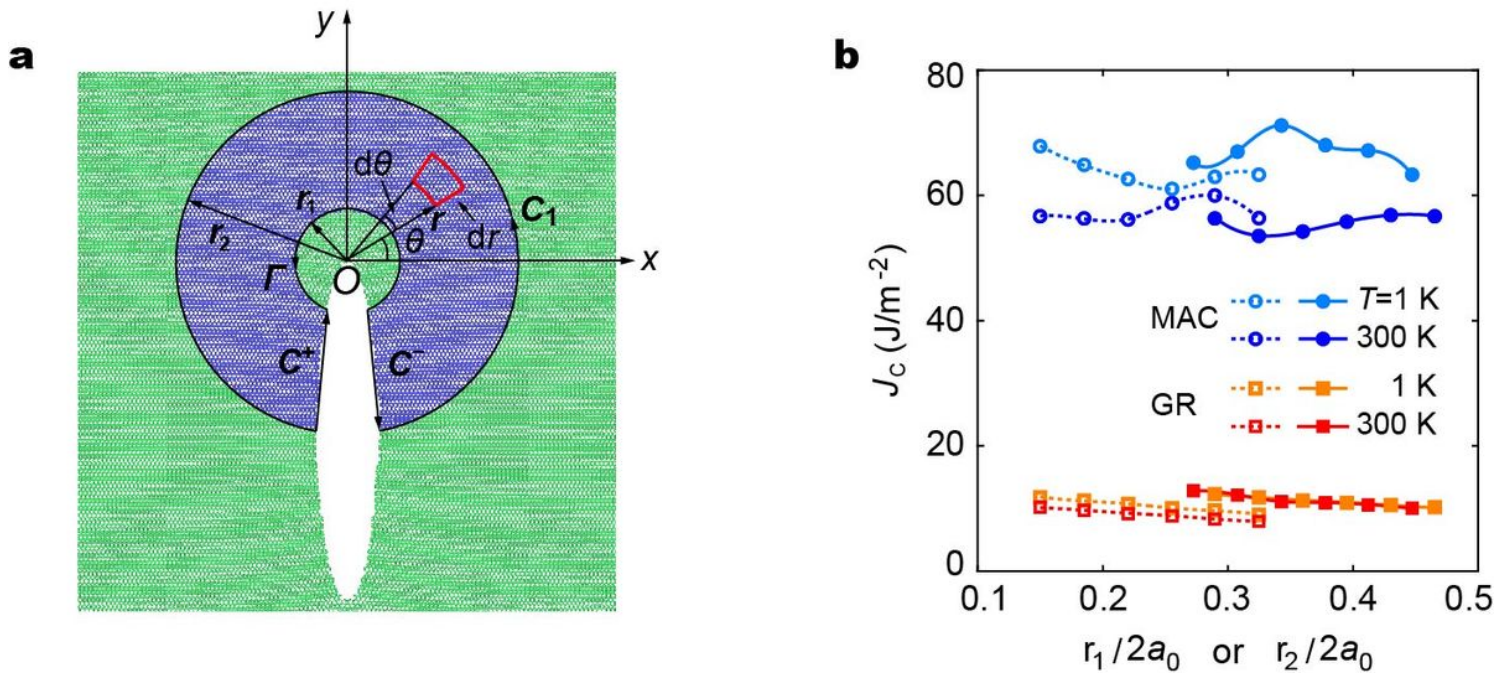 a
y
dθ
r₁
C₁
r₂
r
θ
dr
Γ
O
x
C⁺
C⁻
b
80
60
40
20
0
J_C (J/m⁻²)
MAC
T=1 K
300 K
GR
1 K
300 K
0.1 0.2 0.3 0.4 0.5
r₁/2a₀ or r₂/2a₀